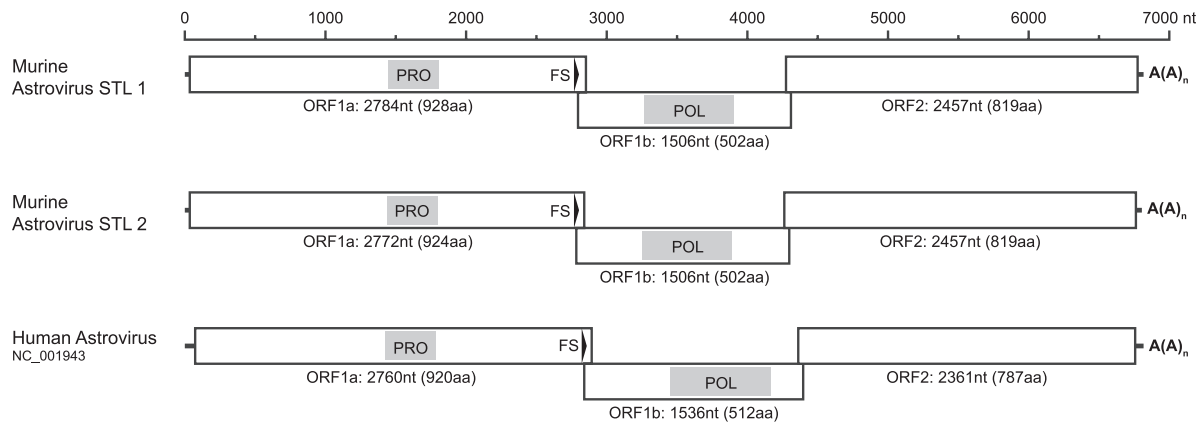 0 1000 2000 3000 4000 5000 6000 7000 nt
Murine
Astrovirus STL 1
PRO FS A(A)n
ORF1a: 2784nt (928aa) ORF2: 2457nt (819aa)
POL
ORF1b: 1506nt (502aa)
Murine
Astrovirus STL 2
PRO FS A(A)n
ORF1a: 2772nt (924aa) ORF2: 2457nt (819aa)
POL
ORF1b: 1506nt (502aa)
Human Astrovirus
NC_001943
PRO FS A(A)n
ORF1a: 2760nt (920aa) ORF2: 2361nt (787aa)
POL
ORF1b: 1536nt (512aa)